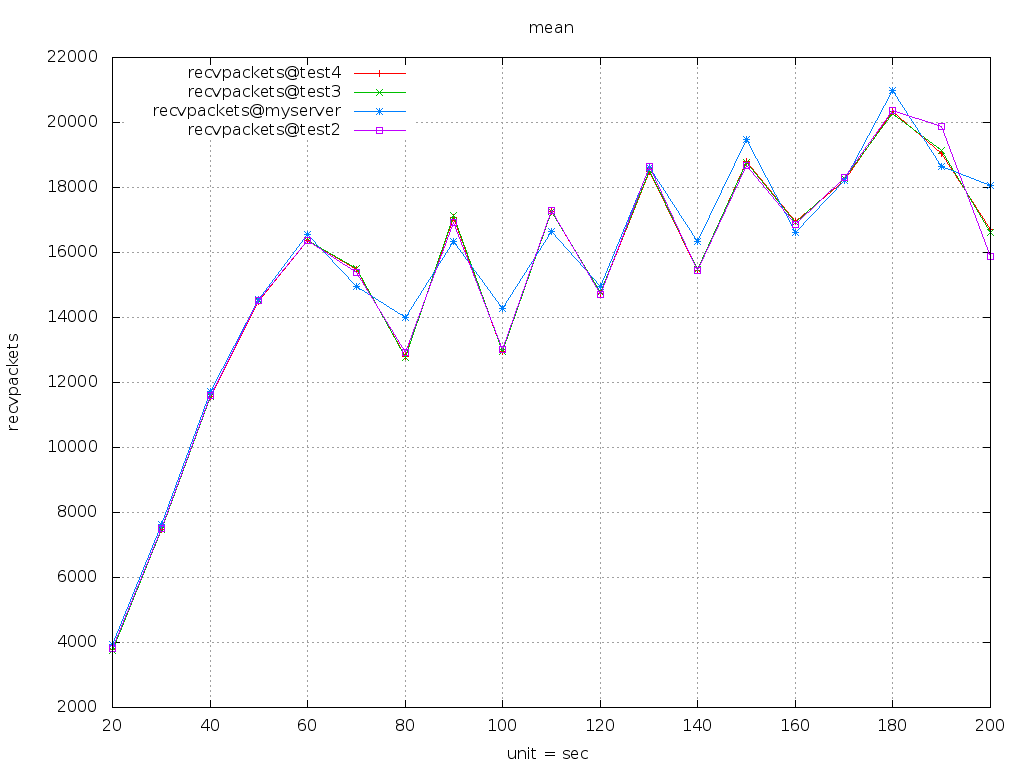 mean
22000
20000
18000
16000
14000
12000
10000
8000
6000
4000
2000
recvpackets
recvpackets@test4
recvpackets@test3
recvpackets@myserver
recvpackets@test2
20 40 60 80 100 120 140 160 180 200
unit = sec